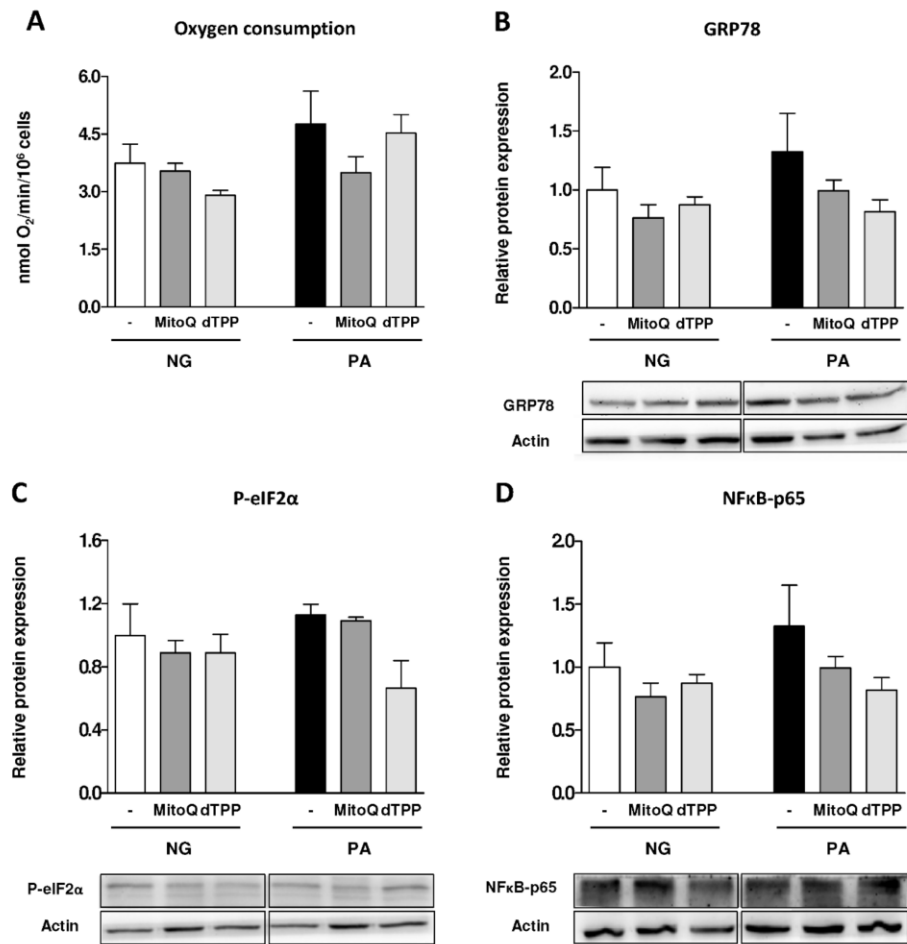 A
Oxygen consumption
nmol O₂/min/10⁶ cells
6.0
4.5
3.0
1.5
0.0
- MitoQ dTPP - MitoQ dTPP
NG PA
B
GRP78
Relative protein expression
2.0
1.5
1.0
0.5
0.0
- MitoQ dTPP - MitoQ dTPP
NG PA
GRP78
Actin
C
P-eIF2α
Relative protein expression
1.6
1.2
0.8
0.4
0.0
- MitoQ dTPP - MitoQ dTPP
NG PA
P-eIF2α
Actin
D
NFκB-p65
Relative protein expression
2.0
1.5
1.0
0.5
0.0
- MitoQ dTPP - MitoQ dTPP
NG PA
NFκB-p65
Actin